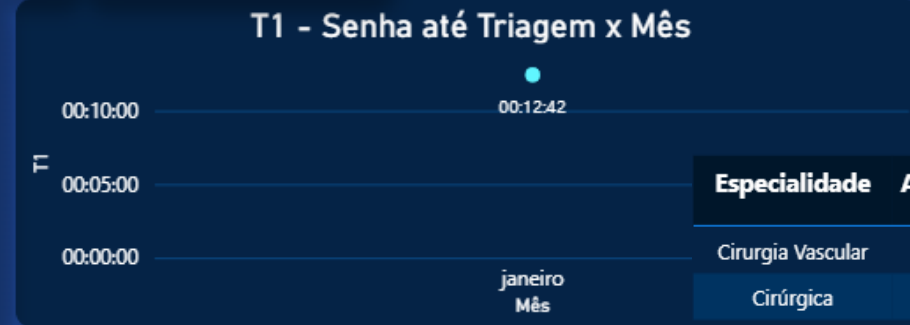 T1 - Senha até Triagem x Mês
00:12:42
00:10:00
T1
00:05:00
00:00:00
janeiro
Mês
Especialidade A
Cirurgia Vascular
Cirúrgica